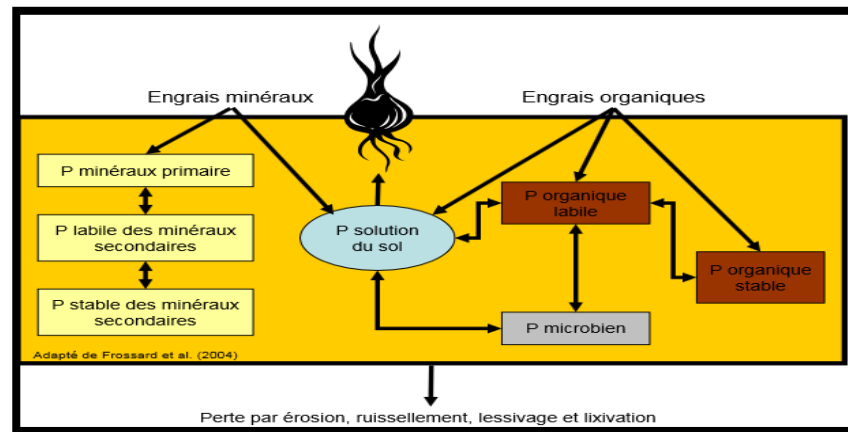 Engrais minéraux
Engrais organiques
P minéraux primaire
P labile des minéraux
secondaires
P stable des minéraux
secondaires
P solution
du sol
P organique
labile
P organique
stable
P microbien
Adapté de Frossard et al. (2004)
Perte par érosion, ruissellement, lessivage et lixivation